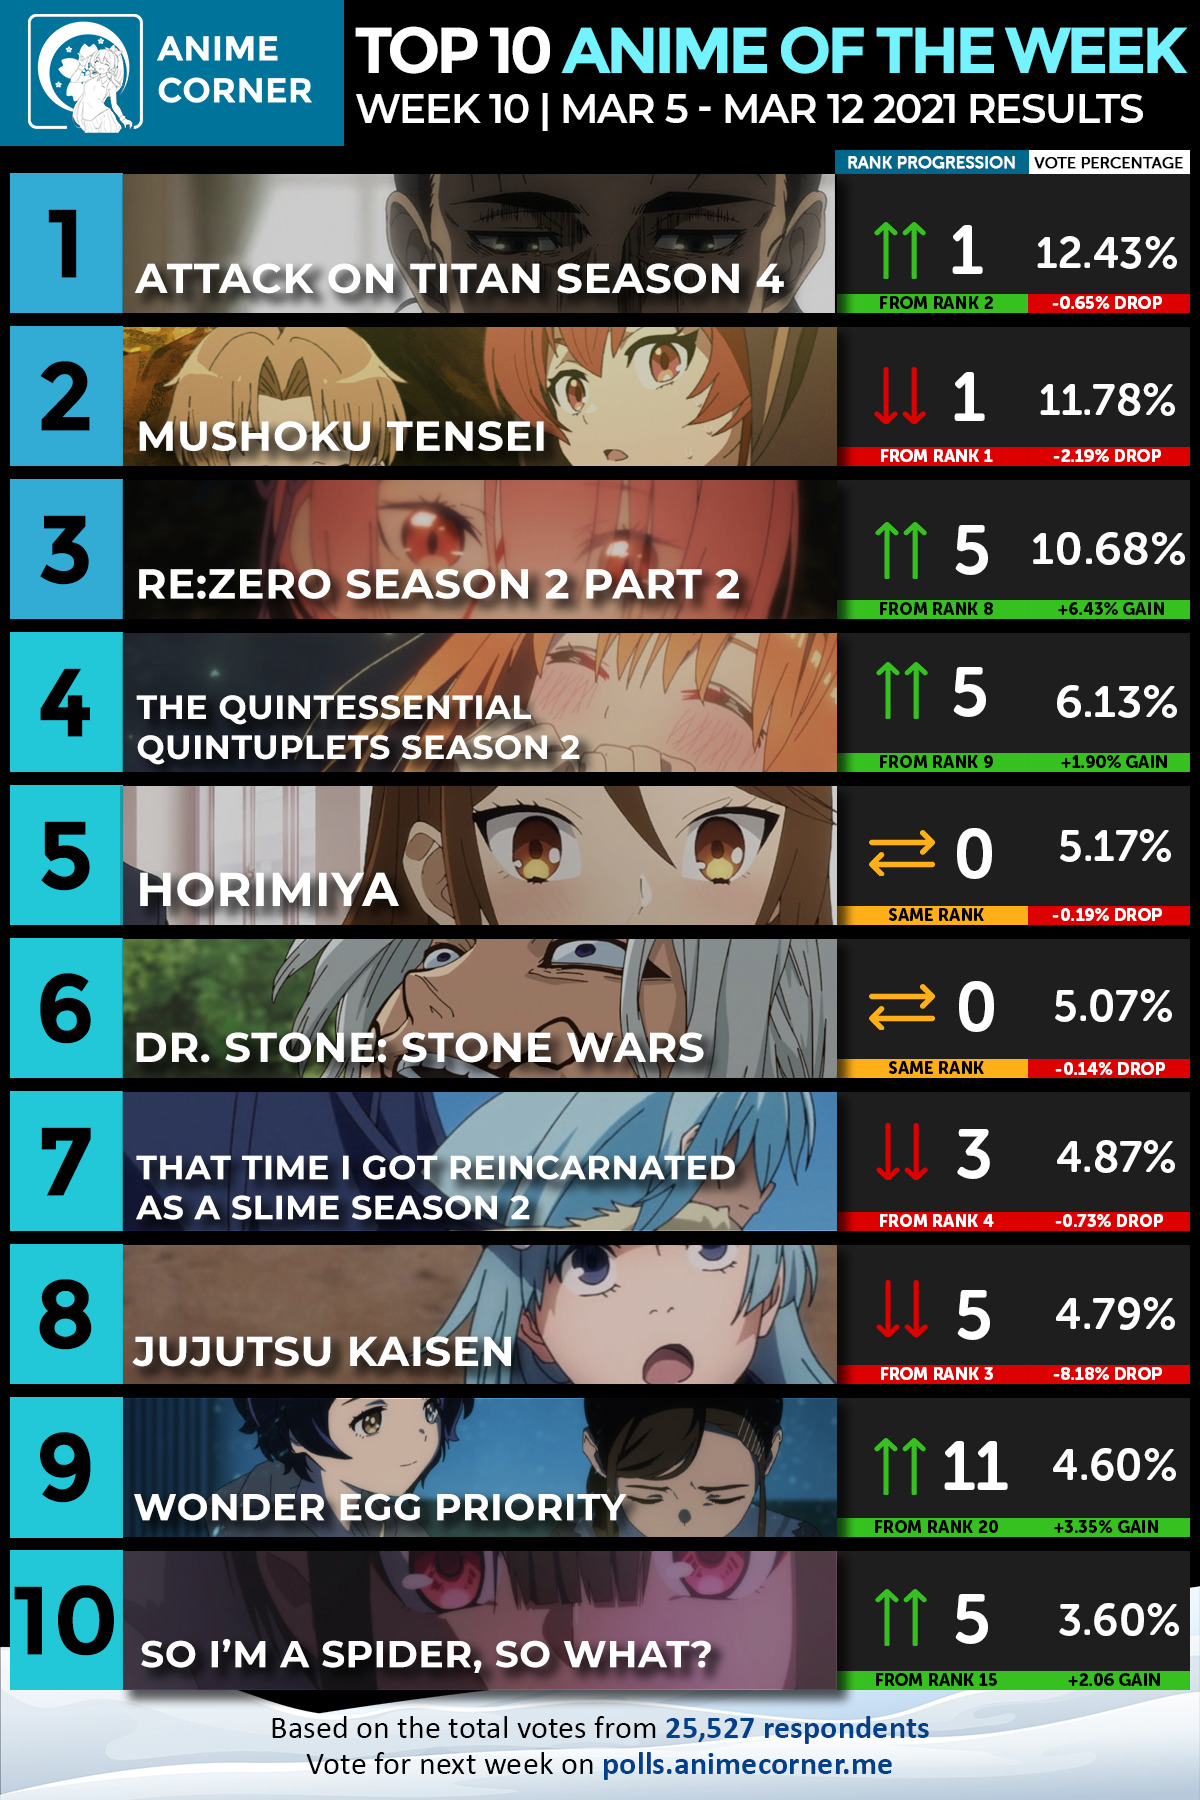 ANIME
CORNER
TOP 10 ANIME OF THE WEEK
WEEK 10 | MAR 5 - MAR 12 2021 RESULTS
RANK PROGRESSION VOTE PERCENTAGE
1
ATTACK ON TITAN SEASON 4
1 12.43%
FROM RANK 2 -0.65% DROP
2
MUSHOKU TENSEI
1 11.78%
FROM RANK 1 -2.19% DROP
3
RE:ZERO SEASON 2 PART 2
5 10.68%
FROM RANK 8 +6.43% GAIN
4
THE QUINTESSENTIAL
QUINTUPLETS SEASON 2
5 6.13%
FROM RANK 9 +1.90% GAIN
5
HORIMIYA
0 5.17%
SAME RANK -0.19% DROP
6
DR. STONE: STONE WARS
0 5.07%
SAME RANK -0.14% DROP
7
THAT TIME I GOT REINCARNATED
AS A SLIME SEASON 2
3 4.87%
FROM RANK 4 -0.73% DROP
8
JUJUTSU KAISEN
5 4.79%
FROM RANK 3 -8.18% DROP
9
WONDER EGG PRIORITY
11 4.60%
FROM RANK 20 +3.35% GAIN
10
SO I'M A SPIDER, SO WHAT?
5 3.60%
FROM RANK 15 +2.06 GAIN
Based on the total votes from 25,527 respondents
Vote for next week on polls.animecorner.me